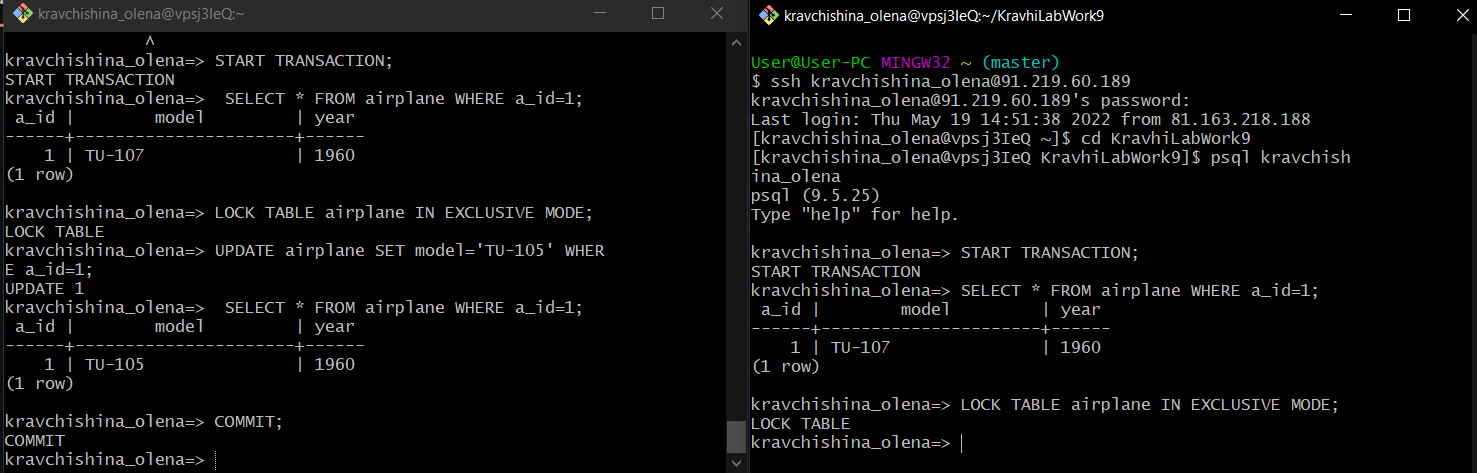 kravchishina_olena@vpsj3IeQ:~
^
kravchishina_olena=> START TRANSACTION;
START TRANSACTION
kravchishina_olena=>  SELECT * FROM airplane WHERE a_id=1;
 a_id |        model         | year
------+----------------------+------
    1 | TU-107               | 1960
(1 row)
kravchishina_olena=> LOCK TABLE airplane IN EXCLUSIVE MODE;
LOCK TABLE
kravchishina_olena=> UPDATE airplane SET model='TU-105' WHER
E a_id=1;
UPDATE 1
kravchishina_olena=>  SELECT * FROM airplane WHERE a_id=1;
 a_id |        model         | year
------+----------------------+------
    1 | TU-105               | 1960
(1 row)
kravchishina_olena=> COMMIT;
COMMIT
kravchishina_olena=>
kravchishina_olena@vpsj3IeQ:~/KravhiLabWork9
User@User-PC MINGW32 ~ (master)
$ ssh kravchishina_olena@91.219.60.189
kravchishina_olena@91.219.60.189's password:
Last login: Thu May 19 14:51:38 2022 from 81.163.218.188
[kravchishina_olena@vpsj3IeQ ~]$ cd KravhiLabWork9
[kravchishina_olena@vpsj3IeQ KravhiLabWork9]$ psql kravchish
ina_olena
psql (9.5.25)
Type "help" for help.
kravchishina_olena=> START TRANSACTION;
START TRANSACTION
kravchishina_olena=> SELECT * FROM airplane WHERE a_id=1;
 a_id |        model         | year
------+----------------------+------
    1 | TU-107               | 1960
(1 row)
kravchishina_olena=> LOCK TABLE airplane IN EXCLUSIVE MODE;
LOCK TABLE
kravchishina_olena=>